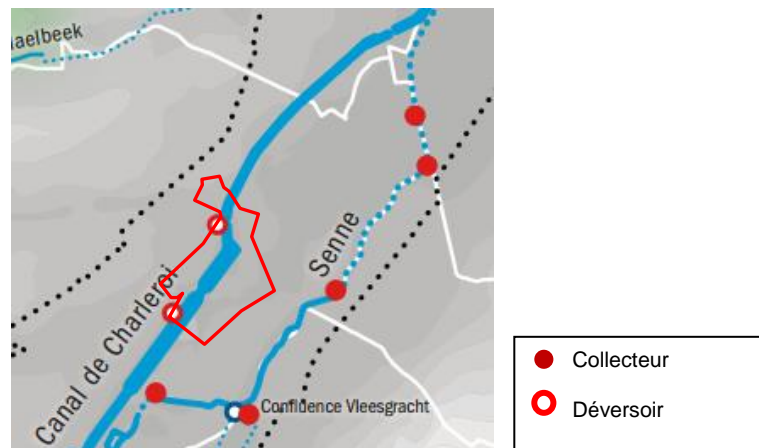 aelbeek
Senne
Canal de Charleroi
Confluence Vleesgracht
Collecteur
Déversoir